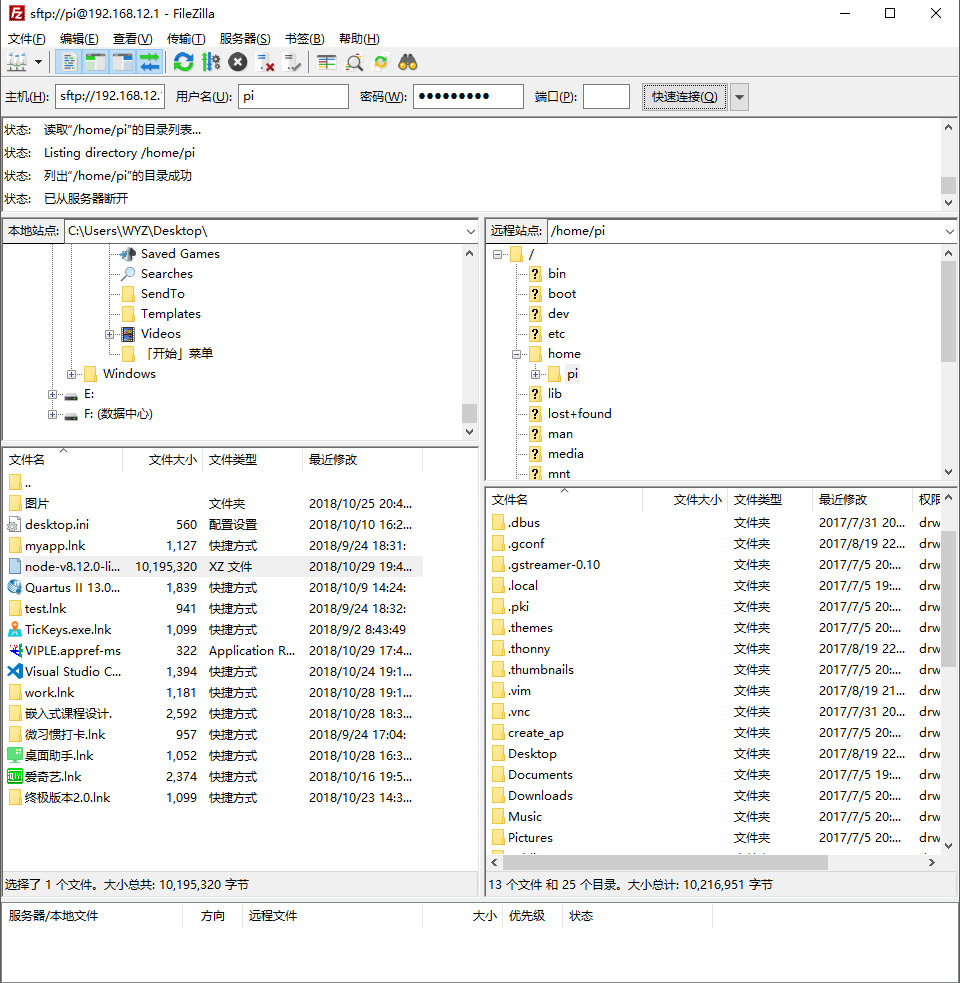 sftp://pi@192.168.12.1 - FileZilla
文件(F) 编辑(E) 查看(V) 传输(T) 服务器(S) 书签(B) 帮助(H)
主机(H): sftp://192.168.12. 用户名(U): pi 密码(W): ●●●●●●●●● 端口(P): 快速连接(Q)
状态: 读取“/home/pi”的目录列表...
状态: Listing directory /home/pi
状态: 列出“/home/pi”的目录成功
状态: 已从服务器断开
本地站点: C:\Users\WYZ\Desktop\
Saved Games
Searches
SendTo
Templates
Videos
「开始」菜单
Windows
E:
F: (数据中心)
文件名 文件大小 文件类型 最近修改
..
图片 文件夹 2018/10/25 20:4...
desktop.ini 560 配置设置 2018/10/10 16:2...
myapp.lnk 1,127 快捷方式 2018/9/24 18:31:
node-v8.12.0-li... 10,195,320 XZ 文件 2018/10/29 19:4...
Quartus II 13.0... 1,839 快捷方式 2018/10/9 14:24:
test.lnk 941 快捷方式 2018/9/24 18:32:
TicKeys.exe.lnk 1,099 快捷方式 2018/9/2 8:43:49
VIPLE.appref-ms 322 Application R... 2018/10/29 17:4...
Visual Studio C... 1,394 快捷方式 2018/10/24 19:1...
work.lnk 1,181 快捷方式 2018/10/28 19:1...
嵌入式课程设计. 2,592 快捷方式 2018/10/28 18:3...
微习惯打卡.lnk 957 快捷方式 2018/9/24 17:04:
桌面助手.lnk 1,052 快捷方式 2018/10/28 16:3...
爱奇艺.lnk 2,374 快捷方式 2018/10/16 19:5...
终极版本2.0.lnk 1,099 快捷方式 2018/10/23 14:3...
选择了 1 个文件。大小总共: 10,195,320 字节
远程站点: /home/pi
/
bin
boot
dev
etc
home
pi
lib
lost+found
man
media
mnt
文件名 文件大小 文件类型 最近修改 权限
.dbus 文件夹 2017/7/31 20... drw
.gconf 文件夹 2017/8/19 22... drw
.gstreamer-0.10 文件夹 2017/7/5 20:... drw
.local 文件夹 2017/7/5 19:... drw
.pki 文件夹 2017/7/5 20:... drw
.themes 文件夹 2017/7/5 20:... drw
.thonny 文件夹 2017/8/19 22... drw
.thumbnails 文件夹 2017/7/5 20:... drw
.vim 文件夹 2017/8/19 21... drw
.vnc 文件夹 2017/7/31 20... drw
create_ap 文件夹 2017/7/5 20:... drw
Desktop 文件夹 2017/8/19 22... drw
Documents 文件夹 2017/7/5 19:... drw
Downloads 文件夹 2017/7/5 20:... drw
Music 文件夹 2017/7/5 20:... drw
Pictures 文件夹 2017/7/5 20:... drw
13 个文件 和 25 个目录。大小总计: 10,216,951 字节
服务器/本地文件 方向 远程文件 大小 优先级 状态